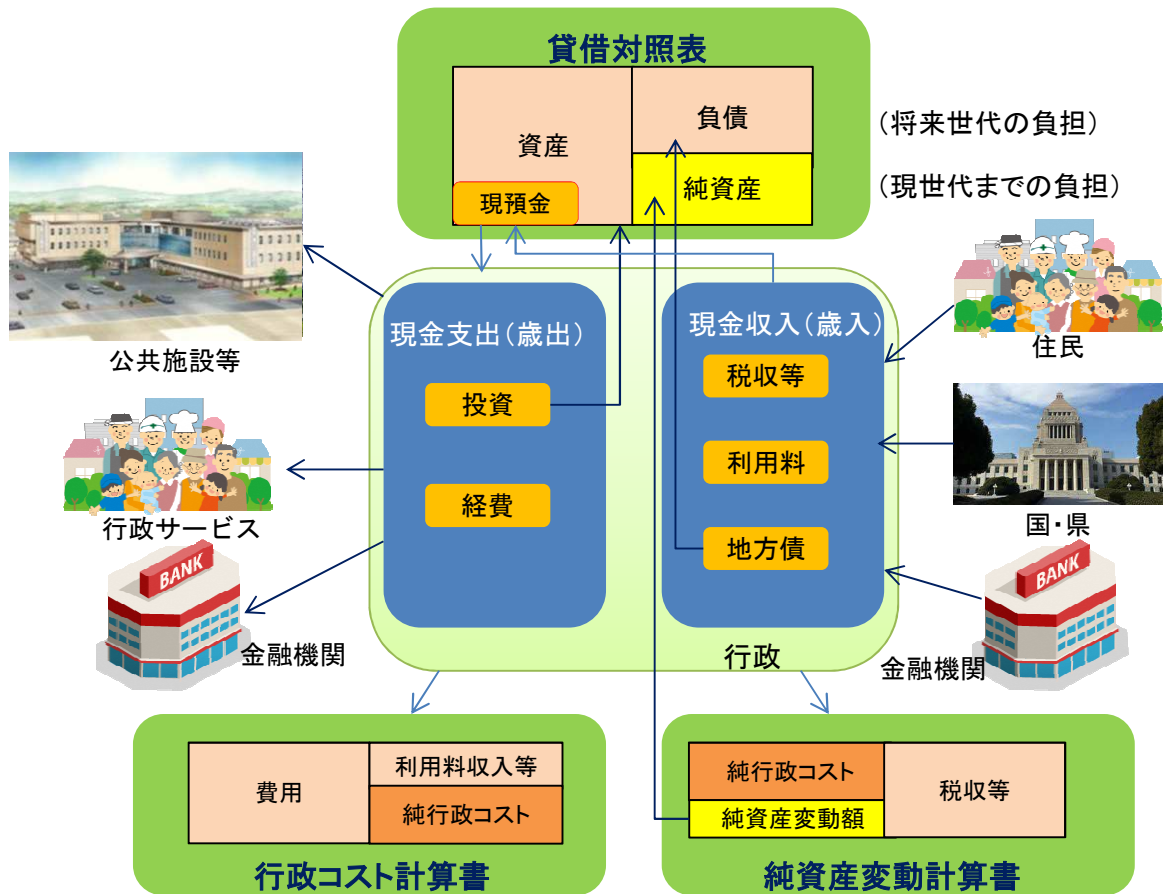 貸借対照表
資産
負債
純資産
現預金
(将来世代の負担)
(現世代までの負担)
公共施設等
行政サービス
BANK
金融機関
現金支出(歳出)
投資
経費
現金収入(歳入)
税収等
利用料
地方債
行政
住民
国・県
BANK
金融機関
費用
利用料収入等
純行政コスト
行政コスト計算書
純行政コスト
純資産変動額
税収等
純資産変動計算書